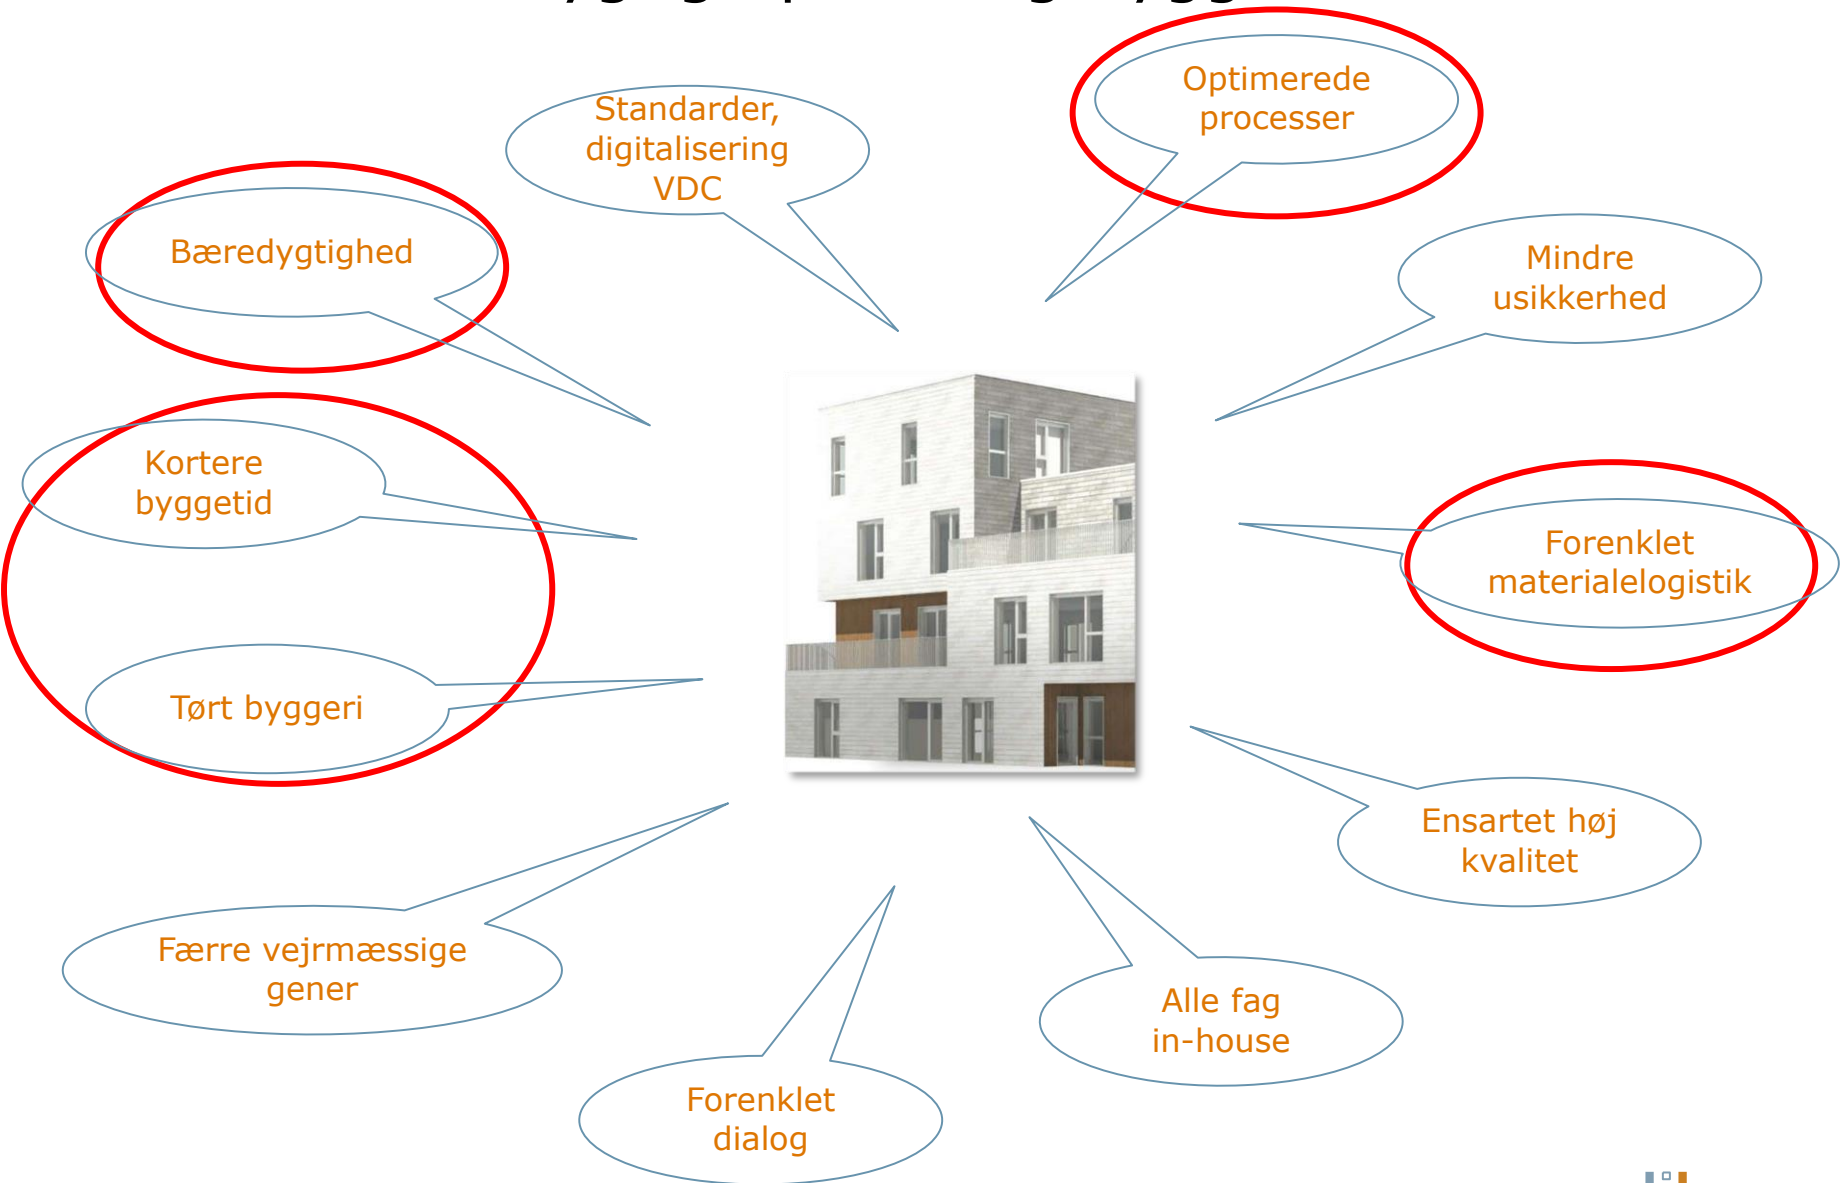 Optimerede
processer
Standarder,
digitalisering
VDC
Bæredygtighed
Mindre
usikkerhed
Kortere
byggetid
Forenklet
materialelogistik
Tørt byggeri
Ensartet høj
kvalitet
Færre vejrmæssige
gener
Alle fag
in-house
Forenklet
dialog